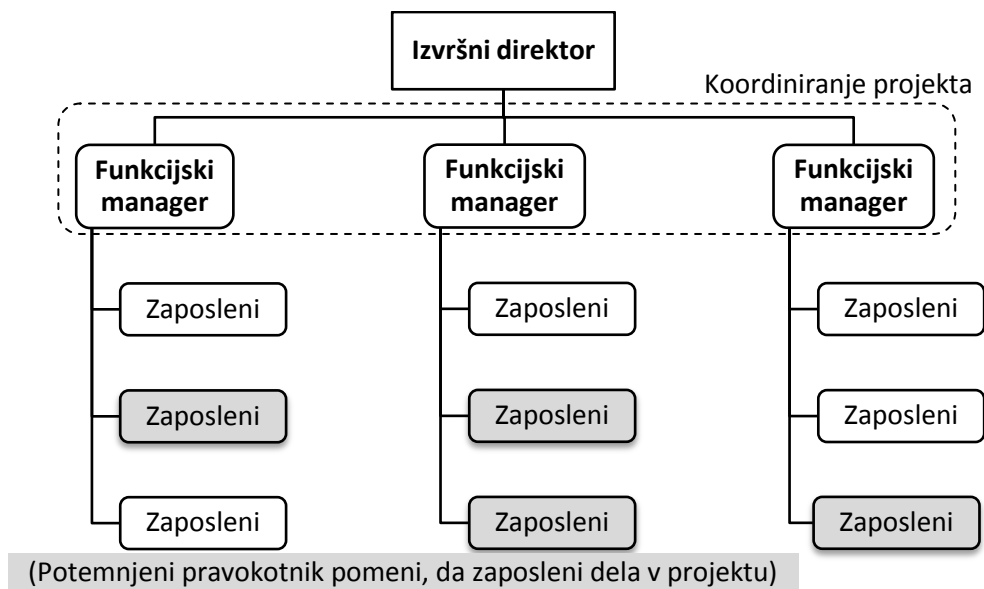 Izvršni direktor
Koordiniranje projekta
Funkcijski
manager
Funkcijski
manager
Funkcijski
manager
Zaposleni
Zaposleni
Zaposleni
Zaposleni
Zaposleni
Zaposleni
Zaposleni
Zaposleni
Zaposleni
(Potemnjeni pravokotnik pomeni, da zaposleni dela v projektu)